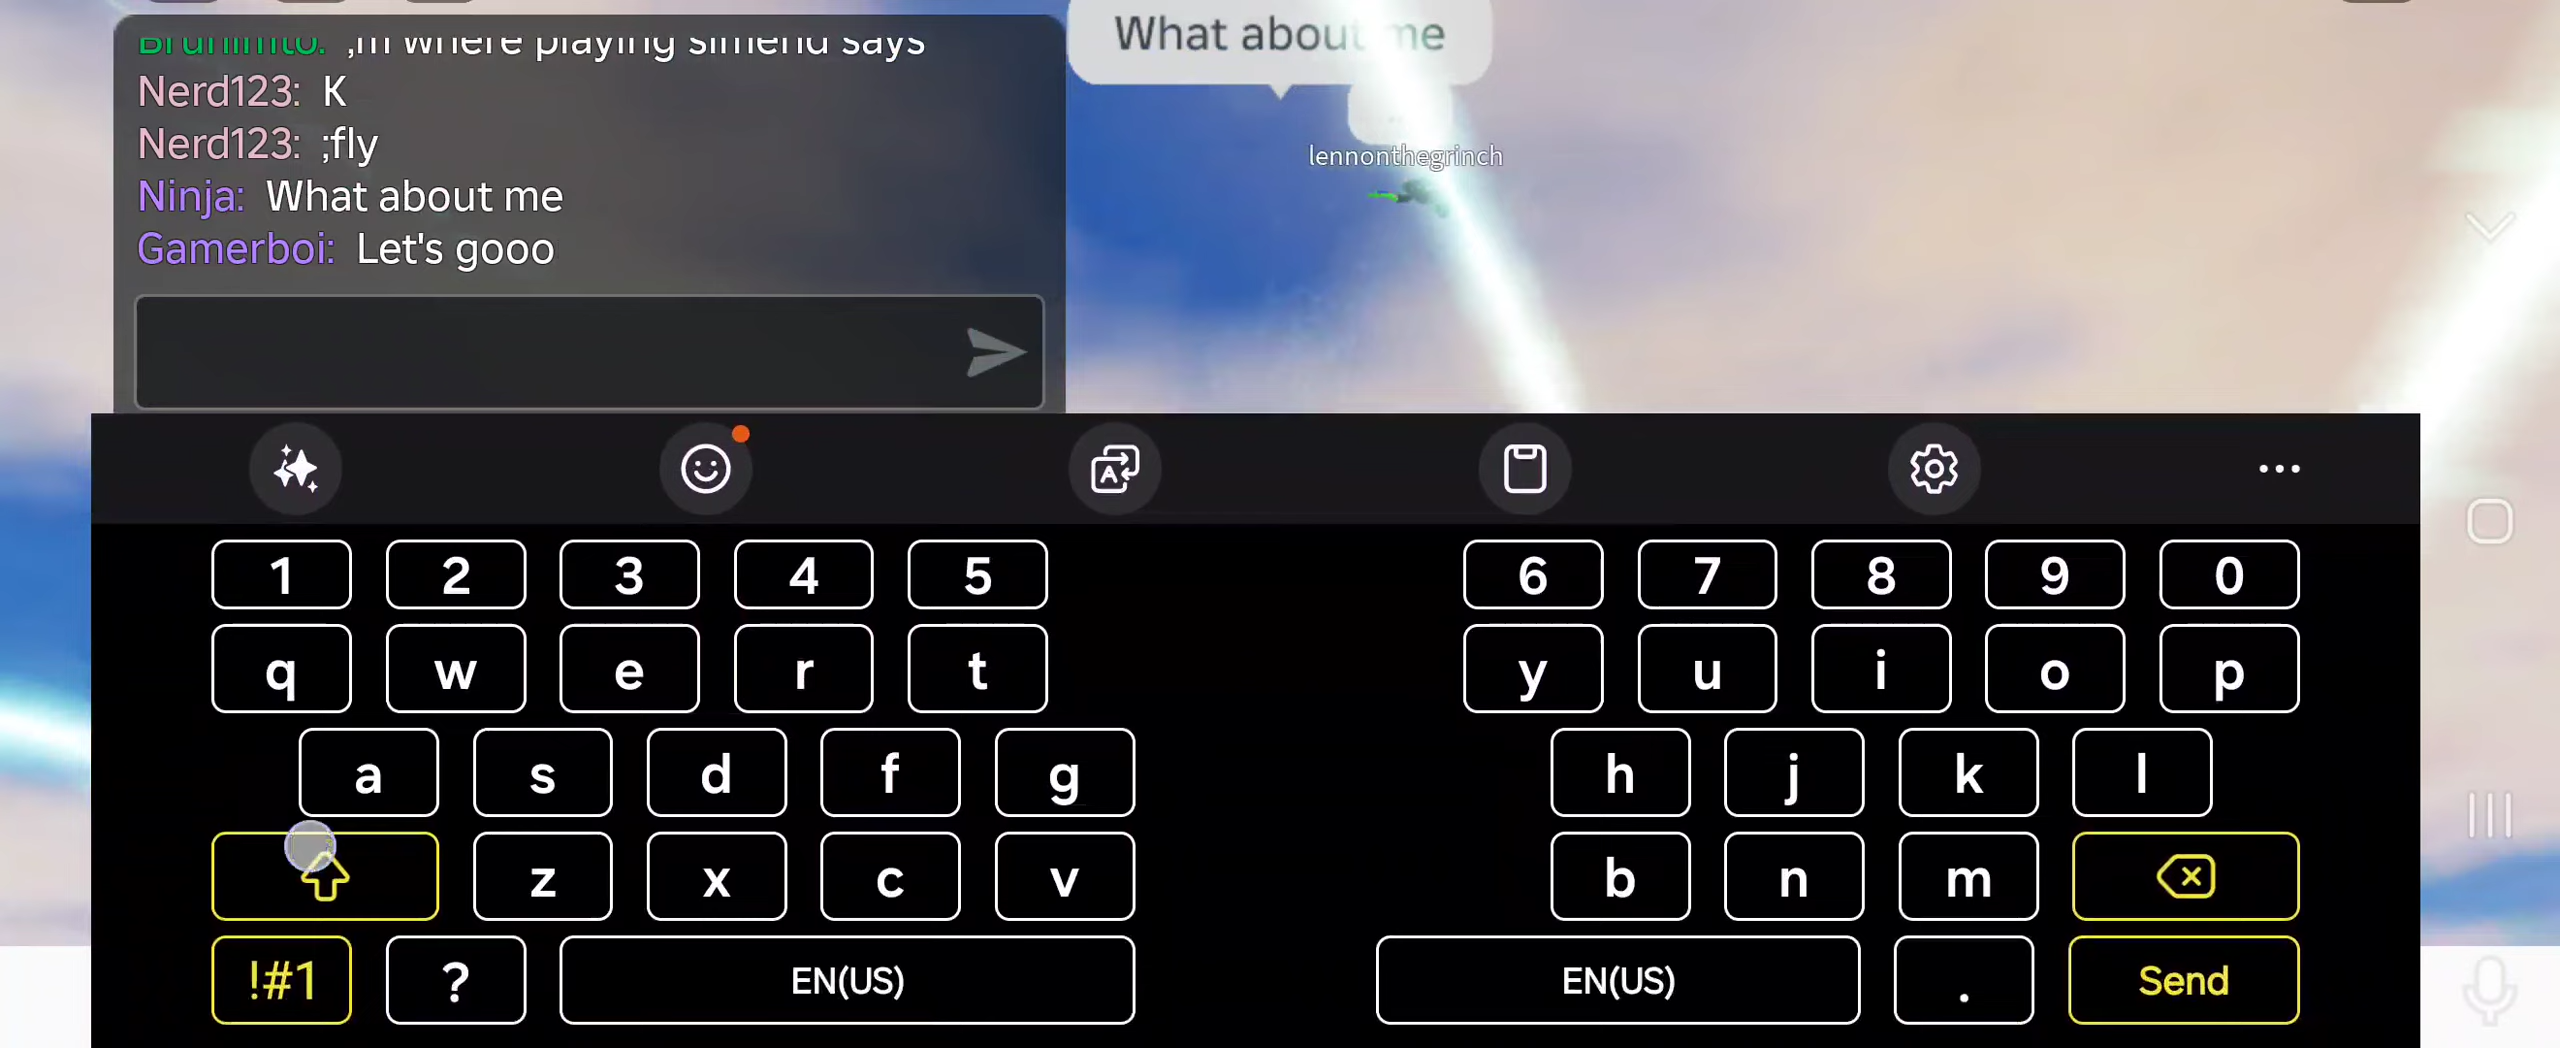 Brunimto: ,m where playing simend says
Nerd123: K
Nerd123: ;fly
Ninja: What about me
Gamerboi: Let's gooo
What about me
lennonthegrinch
1 2 3 4 5 6 7 8 9 0
q w e r t y u i o p
a s d f g h j k l
z x c v b n m
!#1 ? EN(US) EN(US) . Send